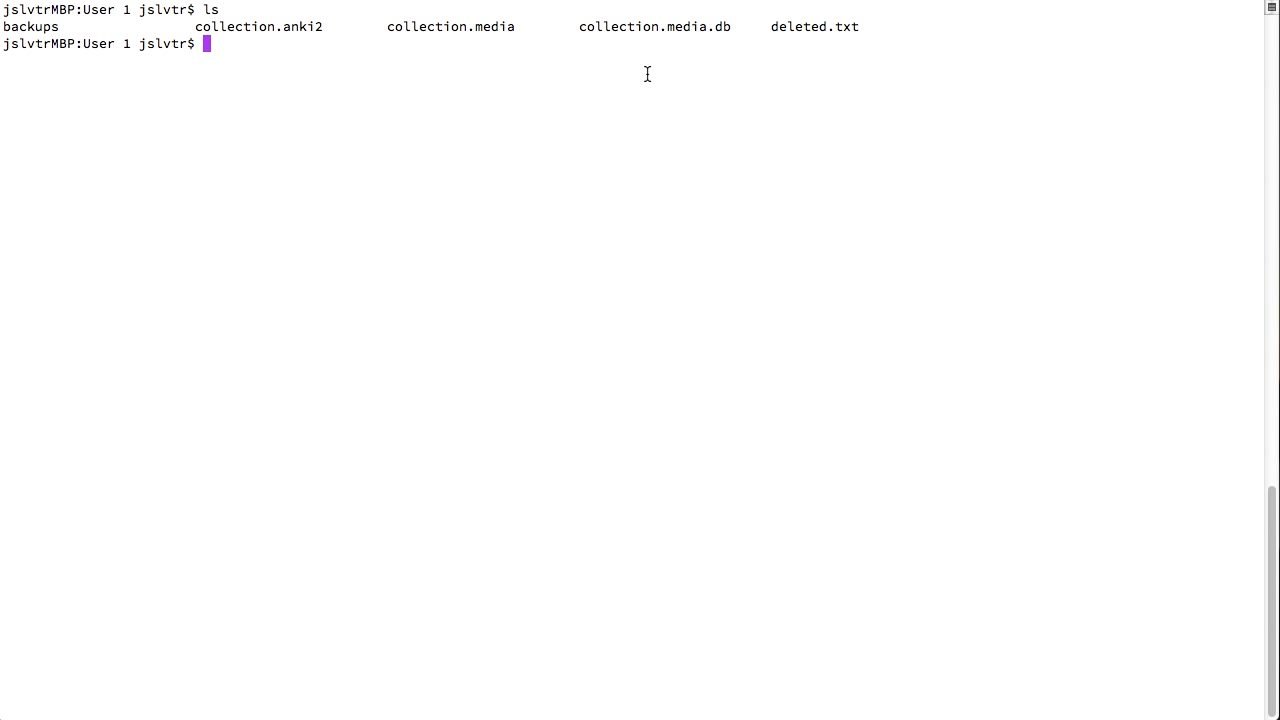 jslvtrMBP:User 1 jslvtr$ ls
backups collection.anki2 collection.media collection.media.db deleted.txt
jslvtrMBP:User 1 jslvtr$